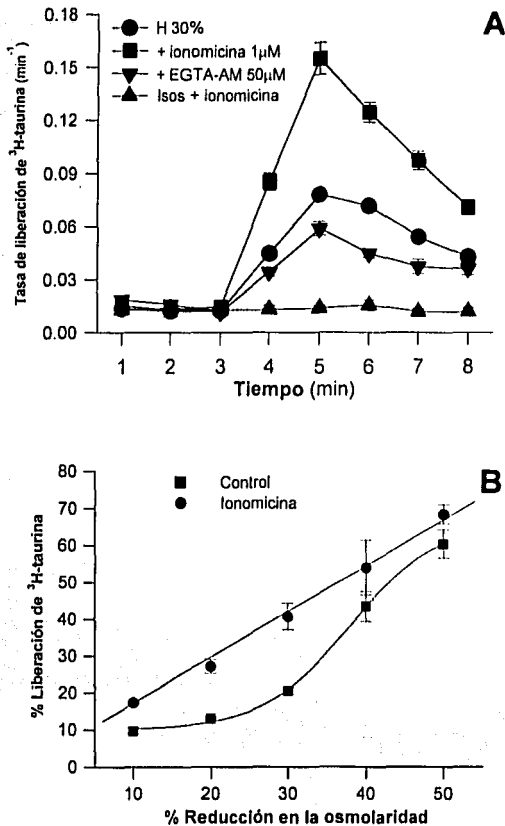 A
H 30%
+ ionomicina 1µM
+ EGTA-AM 50µM
Isos + Ionomicina
Tasa de liberación de ³H-taurina (min⁻¹)
0.18
0.15
0.12
0.09
0.06
0.03
0.00
1 2 3 4 5 6 7 8
Tiempo (min)
B
Control
Ionomicina
% Liberación de ³H-taurina
80
70
60
50
40
30
20
10
0
10 20 30 40 50
% Reducción en la osmolaridad